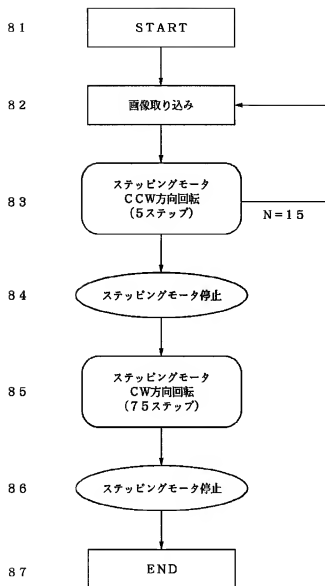 81
START
82
画像取り込み
83
ステッピングモータ
CCW方向回転
(5ステップ)
N=15
84
ステッピングモータ停止
85
ステッピングモータ
CW方向回転
(75ステップ)
86
ステッピングモータ停止
87
END